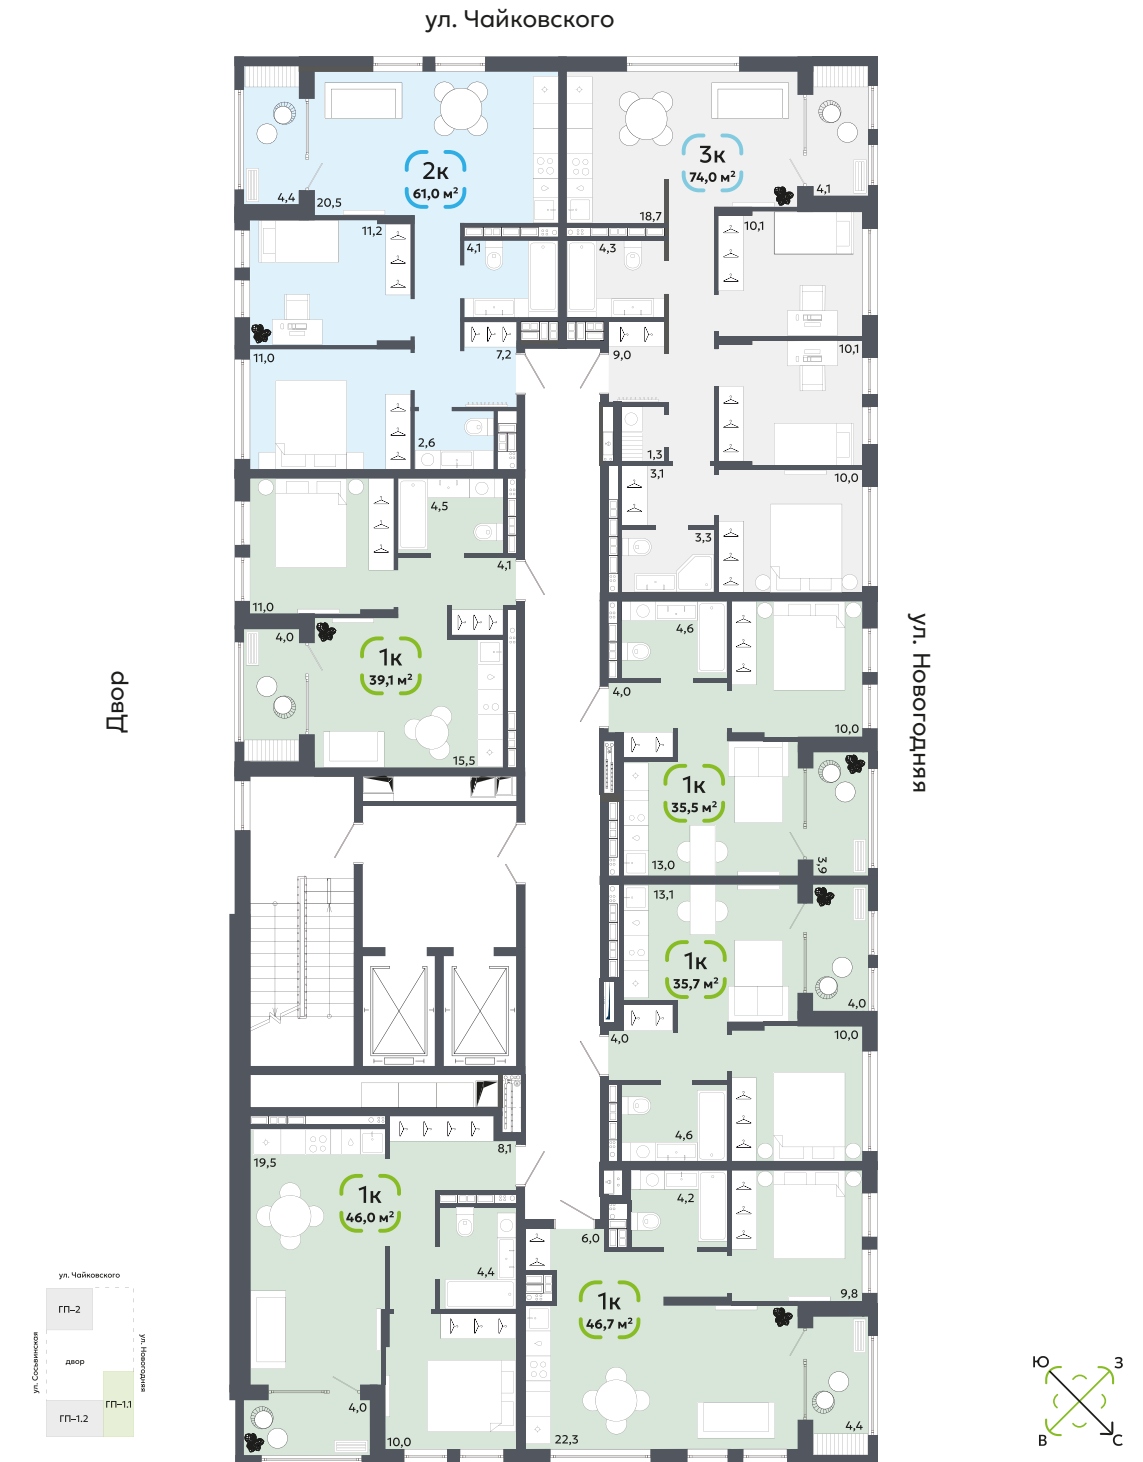 ул. Чайковского
2к
61,0 м²
3к
74,0 м²
4,4
20,5
18,7
4,1
11,2
4,1
4,3
10,1
11,0
7,2
9,0
10,1
2,6
1,3
3,1
10,0
4,5
3,3
4,1
11,0
4,0
1к
39,1 м²
4,6
4,0
10,0
15,5
Двор
ул. Новогодняя
1к
35,5 м²
13,0
3,9
13,1
1к
35,7 м²
4,0
4,0
10,0
4,6
19,5
8,1
1к
46,0 м²
4,2
6,0
4,4
9,8
1к
46,7 м²
4,0
10,0
22,3
4,4
ул. Чайковского
ГП–2
ул. Сосьвинская
двор
ул. Новогодняя
ГП–1.2
ГП–1.1
Ю
З
В
С